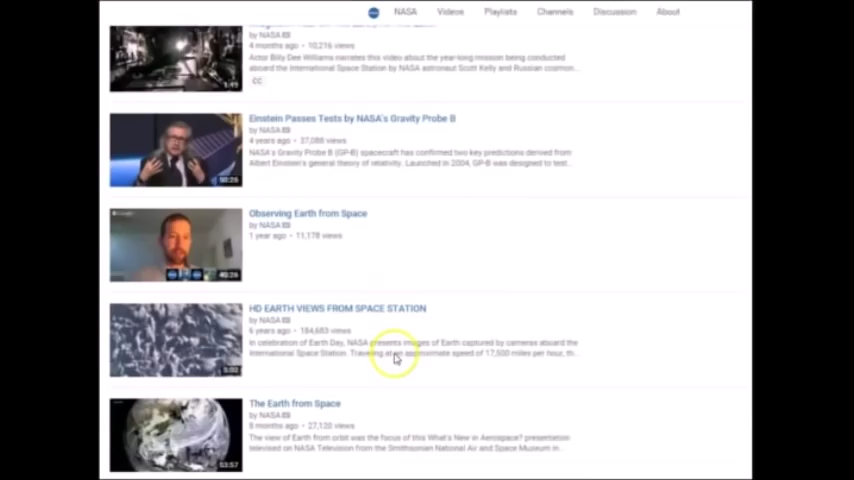 NASA Videos Playlists Channels Discussion About
by NASA
4 months ago • 10,216 views
Actor Billy Dee Williams narrates this video about the year-long mission being conducted
aboard the International Space Station by NASA astronaut Scott Kelly and Russian cosmon...
CC
1:41
Einstein Passes Tests by NASA's Gravity Probe B
by NASA
4 years ago • 37,088 views
NASA's Gravity Probe B (GP-B) spacecraft has confirmed two key predictions derived from
Albert Einstein's general theory of relativity. Launched in 2004, GP-B was designed to test...
50:29
Observing Earth from Space
by NASA
1 year ago • 11,178 views
40:26
HD EARTH VIEWS FROM SPACE STATION
by NASA
6 years ago • 184,683 views
In celebration of Earth Day, NASA presents images of Earth captured by cameras aboard the
International Space Station. Traveling at an approximate speed of 17,500 miles per hour, th...
5:02
The Earth from Space
by NASA
8 months ago • 27,120 views
The view of Earth from orbit was the focus of this What's New in Aerospace? presentation
televised on NASA Television from the Smithsonian National Air and Space Museum in...
53:57